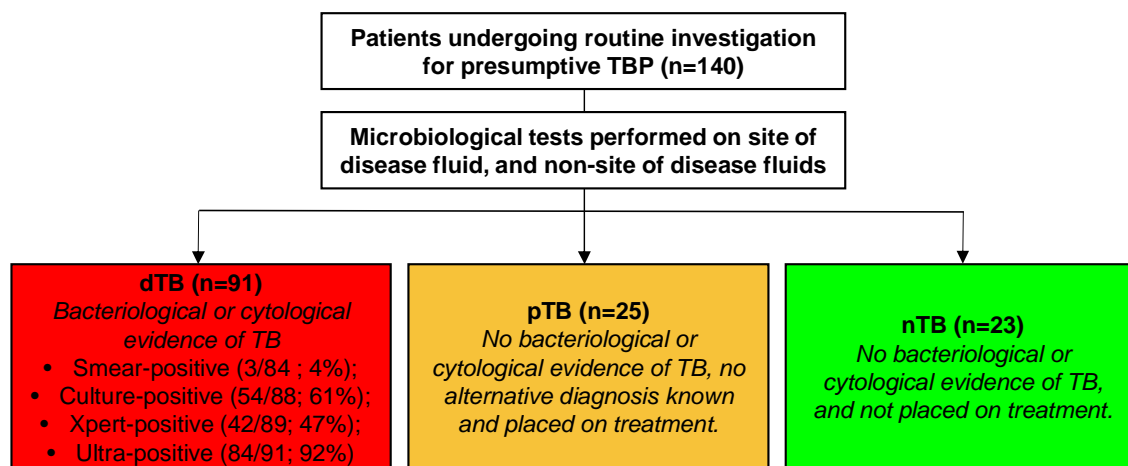 Patients undergoing routine investigation
for presumptive TBP (n=140)
Microbiological tests performed on site of
disease fluid, and non-site of disease fluids
dTB (n=91)
Bacteriological or cytological
evidence of TB
• Smear-positive (3/84 ; 4%);
• Culture-positive (54/88; 61%);
• Xpert-positive (42/89; 47%);
• Ultra-positive (84/91; 92%)
pTB (n=25)
No bacteriological or
cytological evidence of TB, no
alternative diagnosis known
and placed on treatment.
nTB (n=23)
No bacteriological or
cytological evidence of TB,
and not placed on treatment.